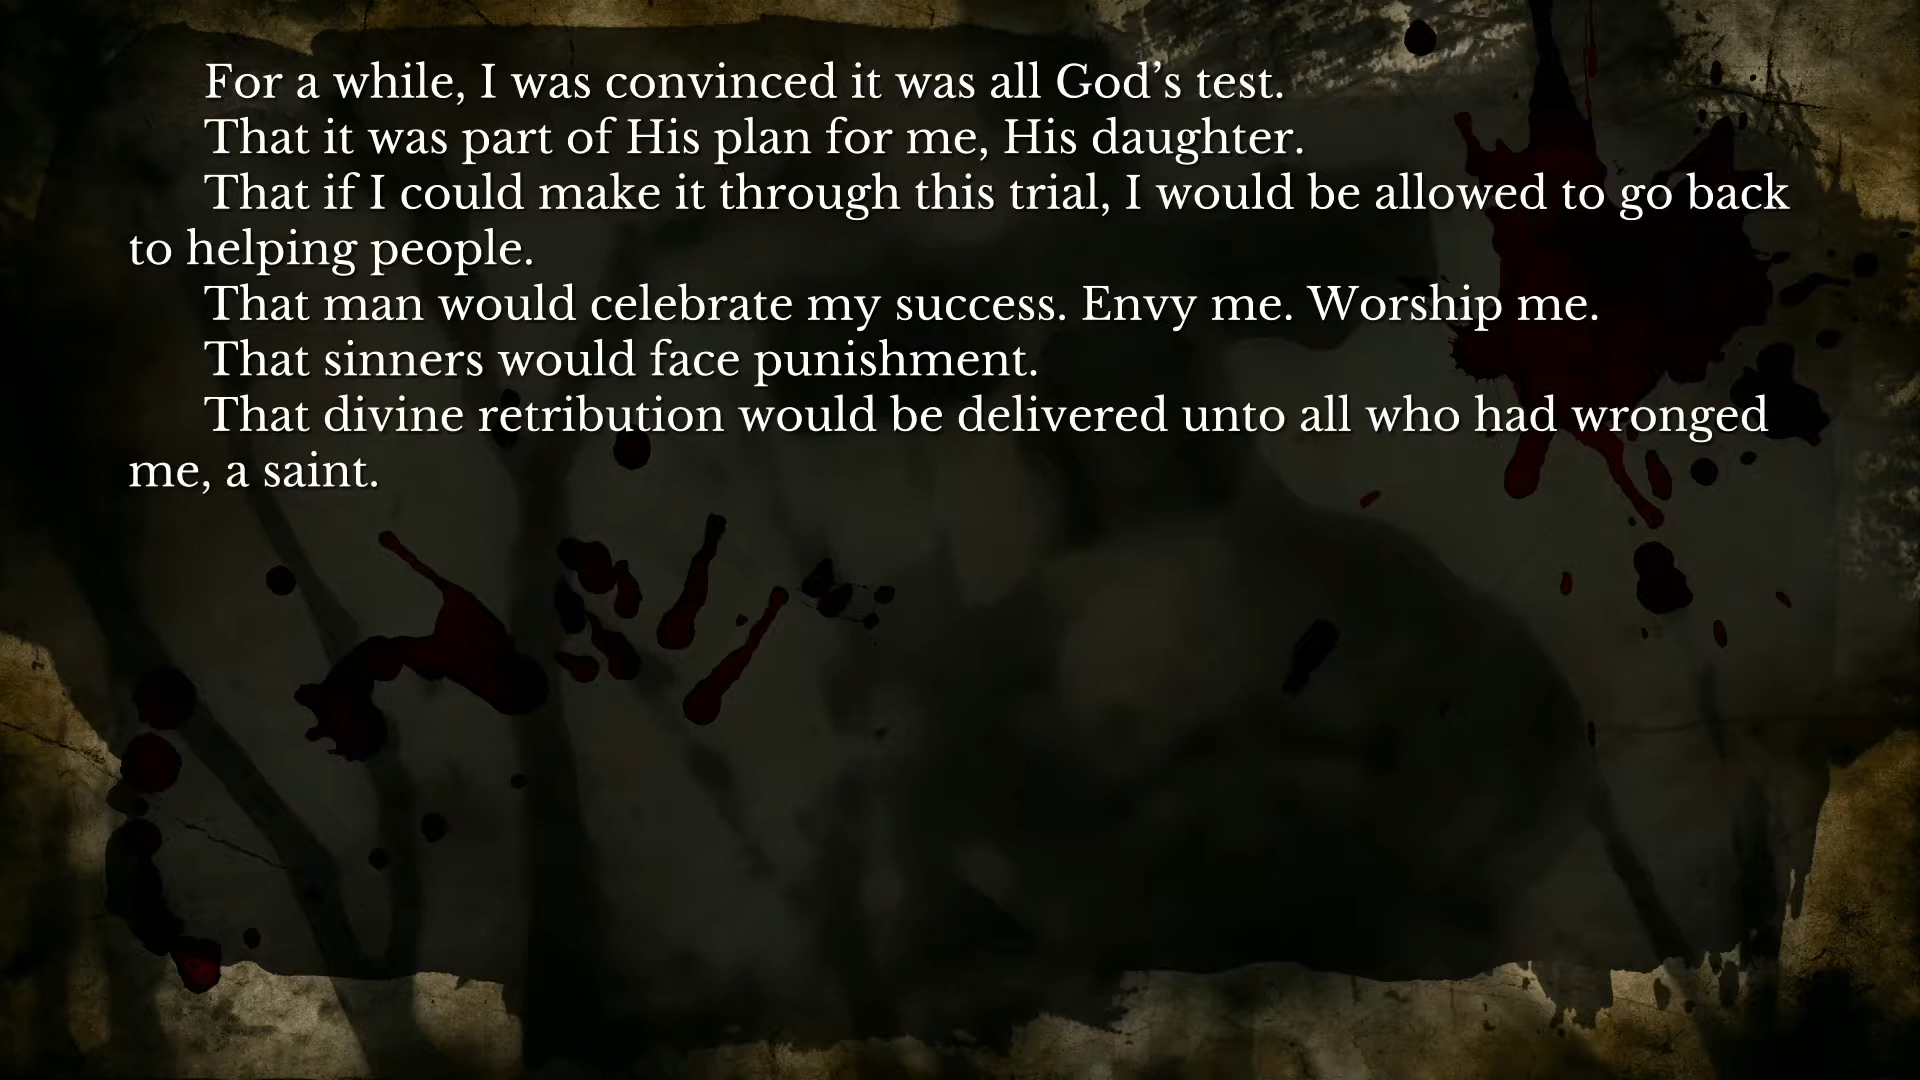 For a while, I was convinced it was all God’s test.
That it was part of His plan for me, His daughter.
That if I could make it through this trial, I would be allowed to go back
to helping people.
That man would celebrate my success. Envy me. Worship me.
That sinners would face punishment.
That divine retribution would be delivered unto all who had wronged
me, a saint.